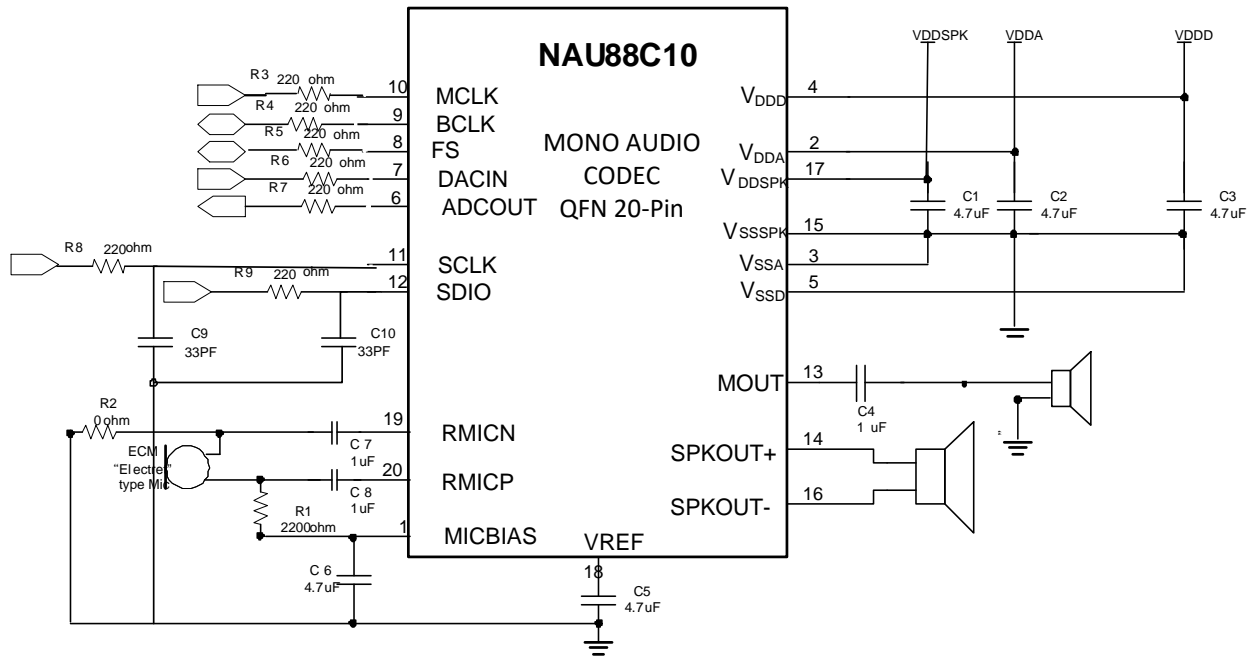 NAU88C10
MONO AUDIO
CODEC
QFN 20-Pin
VDDSPK
VDDA
VDDD
R3
220 ohm
10
MCLK
R4
220 ohm
9
BCLK
R5
220 ohm
8
FS
R6
220 ohm
7
DACIN
R7
220 ohm
6
ADCOUT
R8
220ohm
11
SCLK
R9
220 ohm
12
SDIO
C9
33PF
C10
33PF
R2
0 ohm
19
RMICN
C 7
1uF
ECM
"Electret"
type Mic
20
RMICP
C 8
1uF
R1
2200ohm
1
MICBIAS
C 6
4.7uF
VREF
18
C5
4.7uF
VDDD
4
VDDA
2
VDDSPK
17
C1
4.7uF
C2
4.7uF
C3
4.7uF
VSSSPK
15
VSSA
3
VSSD
5
MOUT
13
C4
1 uF
SPKOUT+
14
SPKOUT-
16